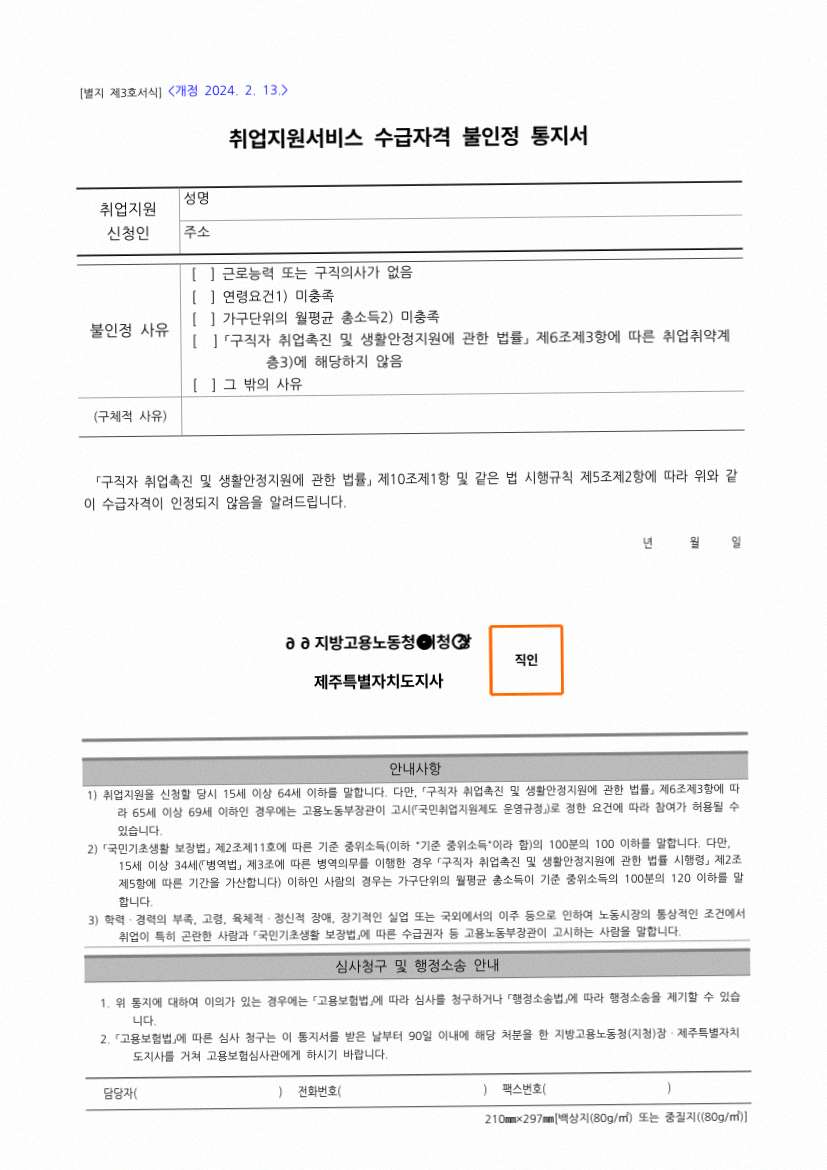 [별지 제3호서식] <개정 2024. 2. 13.>
취업지원서비스 수급자격 불인정 통지서
취업지원
신청인
성명
주소
불인정 사유
[ ] 근로능력 또는 구직의사가 없음
[ ] 연령요건1) 미충족
[ ] 가구단위의 월평균 총소득2) 미충족
[ ] 「구직자 취업촉진 및 생활안정지원에 관한 법률」 제6조제3항에 따른 취업취약계
층3)에 해당하지 않음
[ ] 그 밖의 사유
(구체적 사유)
「구직자 취업촉진 및 생활안정지원에 관한 법률」 제10조제1항 및 같은 법 시행규칙 제5조제2항에 따라 위와 같
이 수급자격이 인정되지 않음을 알려드립니다.
년 월 일
∂ ∂ 지방고용노동청 청 장
직인
제주특별자치도지사
안내사항
1) 취업지원을 신청할 당시 15세 이상 64세 이하를 말합니다. 다만, 「구직자 취업촉진 및 생활안정지원에 관한 법률」 제6조제3항에 따
라 65세 이상 69세 이하인 경우에는 고용노동부장관이 고시(「국민취업지원제도 운영규정」)로 정한 요건에 따라 참여가 허용될 수
있습니다.
2) 「국민기초생활 보장법」 제2조제11호에 따른 기준 중위소득(이하 "기준 중위소득"이라 함)의 100분의 100 이하를 말합니다. 다만,
15세 이상 34세(「병역법」 제3조에 따른 병역의무를 이행한 경우 「구직자 취업촉진 및 생활안정지원에 관한 법률 시행령」 제2조
제5항에 따른 기간을 가산합니다) 이하인 사람의 경우는 가구단위의 월평균 총소득이 기준 중위소득의 100분의 120 이하를 말
합니다.
3) 학력ㆍ경력의 부족, 고령, 육체적ㆍ정신적 장애, 장기적인 실업 또는 국외에서의 이주 등으로 인하여 노동시장의 통상적인 조건에서
취업이 특히 곤란한 사람과 「국민기초생활 보장법」에 따른 수급권자 등 고용노동부장관이 고시하는 사람을 말합니다.
심사청구 및 행정소송 안내
1. 위 통지에 대하여 이의가 있는 경우에는 「고용보험법」에 따라 심사를 청구하거나 「행정소송법」에 따라 행정소송을 제기할 수 있습
니다.
2. 「고용보험법」에 따른 심사 청구는 이 통지서를 받은 날부터 90일 이내에 해당 처분을 한 지방고용노동청(지청)장ㆍ제주특별자치
도지사를 거쳐 고용보험심사관에게 하시기 바랍니다.
담당자( ) 전화번호( ) 팩스번호( )
210㎜×297㎜[백상지(80g/㎡) 또는 중질지((80g/㎡)]